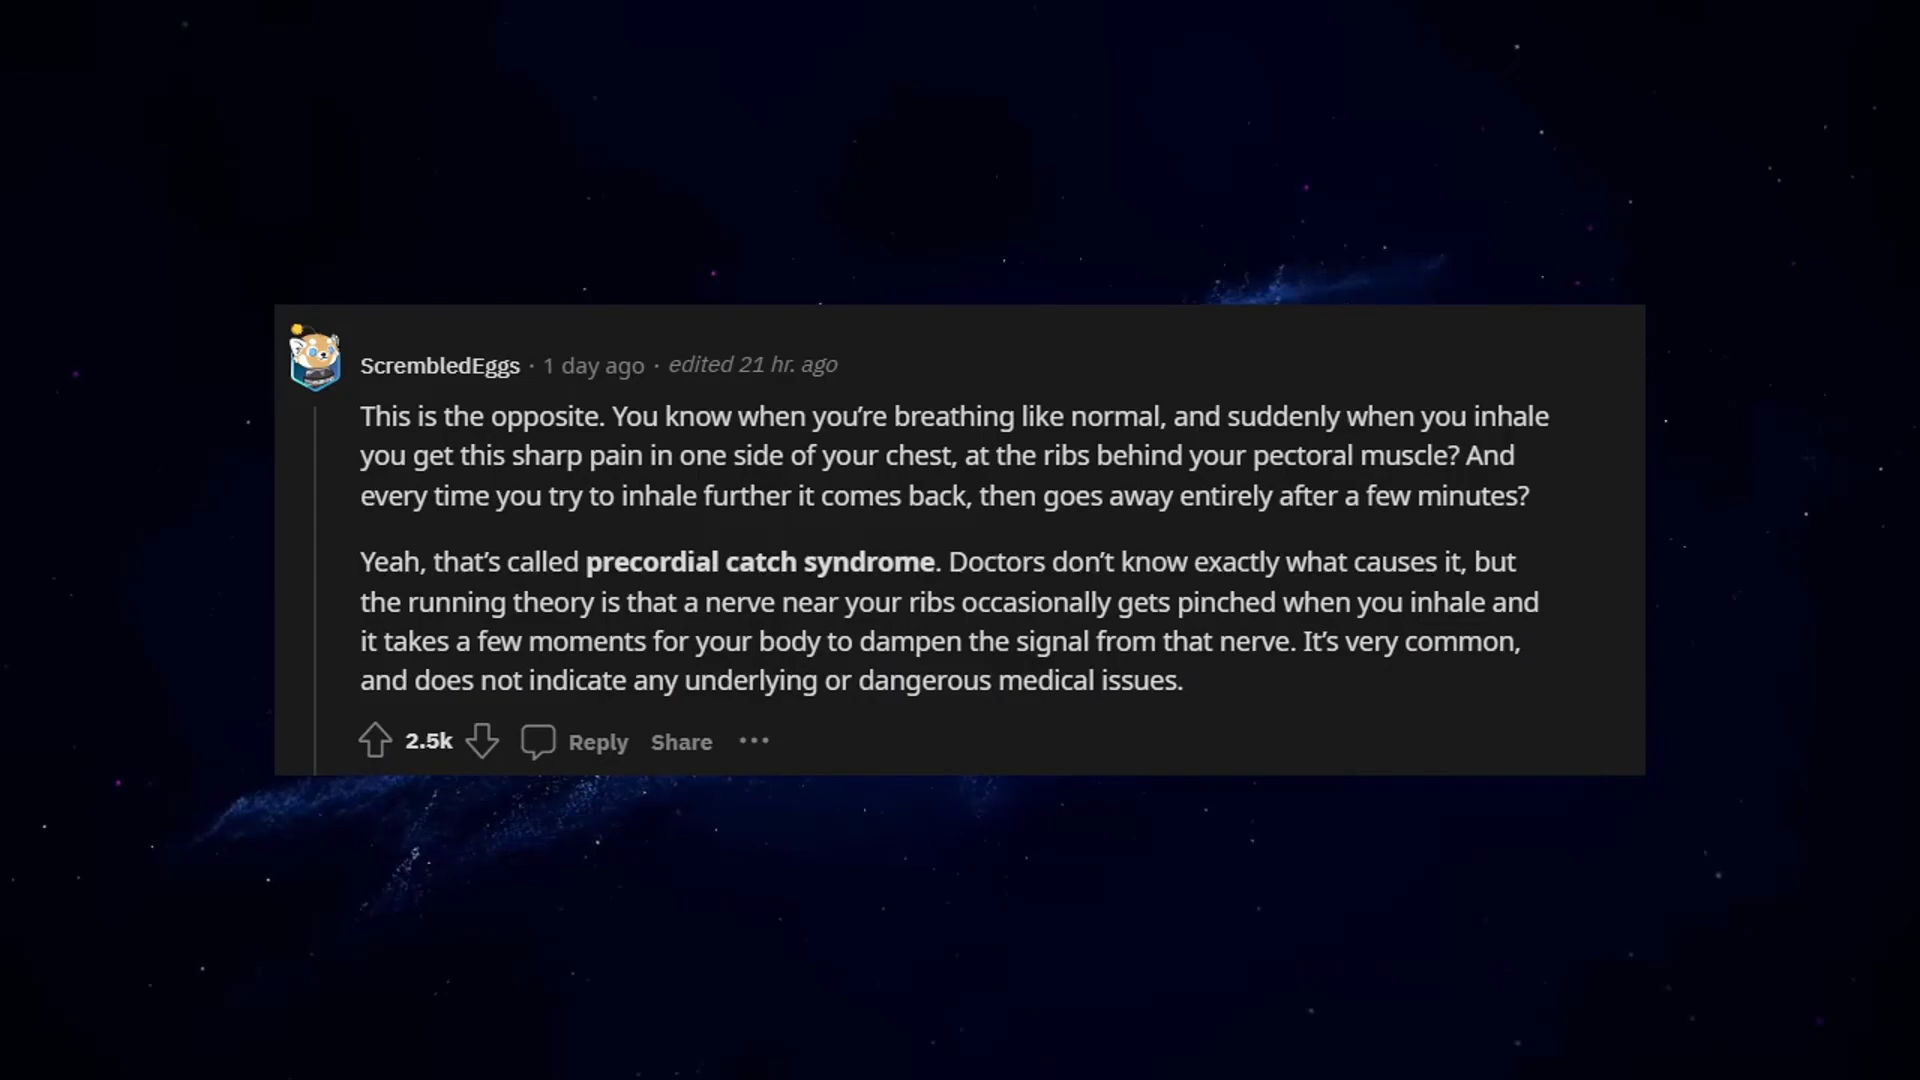 ScrembledEggs · 1 day ago · edited 21 hr. ago
This is the opposite. You know when you’re breathing like normal, and suddenly when you inhale
you get this sharp pain in one side of your chest, at the ribs behind your pectoral muscle? And
every time you try to inhale further it comes back, then goes away entirely after a few minutes?
Yeah, that’s called precordial catch syndrome. Doctors don’t know exactly what causes it, but
the running theory is that a nerve near your ribs occasionally gets pinched when you inhale and
it takes a few moments for your body to dampen the signal from that nerve. It’s very common,
and does not indicate any underlying or dangerous medical issues.
2.5k Reply Share ···